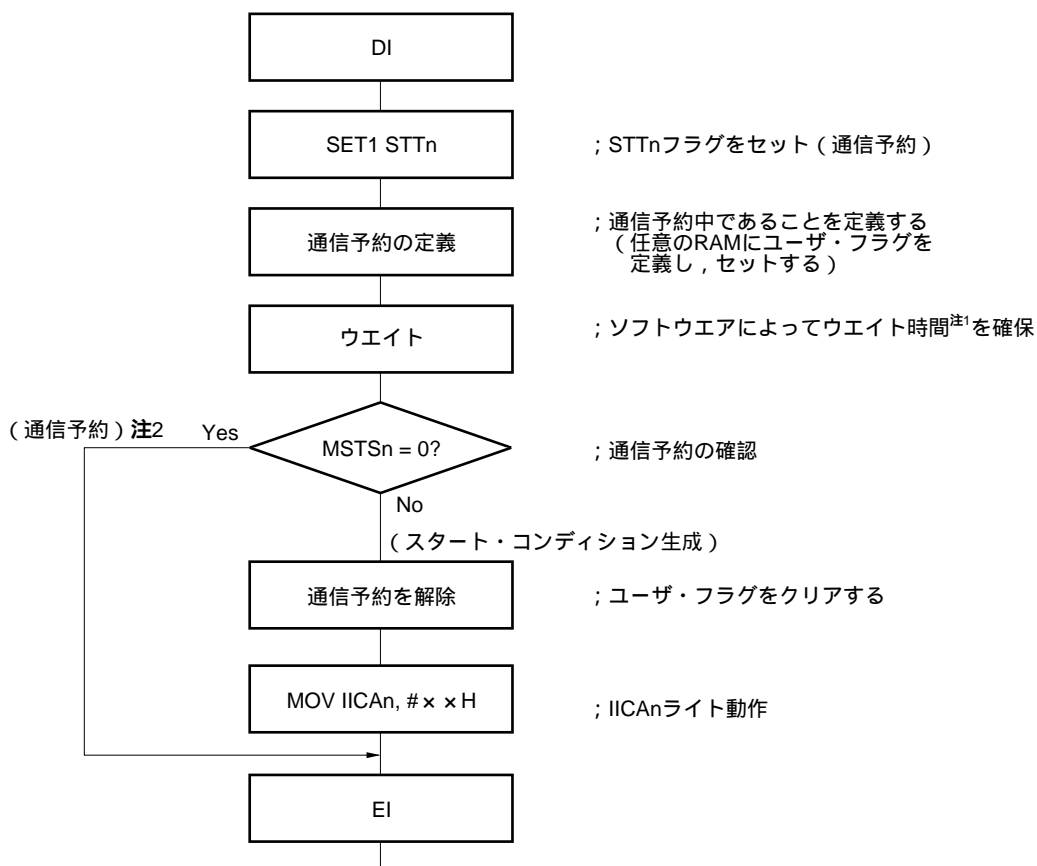 DI
SET1 STTn ；STTnフラグをセット（通信予約）
通信予約の定義 ；通信予約中であることを定義する
（任意のRAMにユーザ・フラグを
定義し，セットする）
ウエイト ；ソフトウエアによってウエイト時間注1を確保
（通信予約）注2 Yes MSTSn = 0? ；通信予約の確認
No
（スタート・コンディション生成）
通信予約を解除 ；ユーザ・フラグをクリアする
MOV IICAn, #××H ；IICAnライト動作
EI